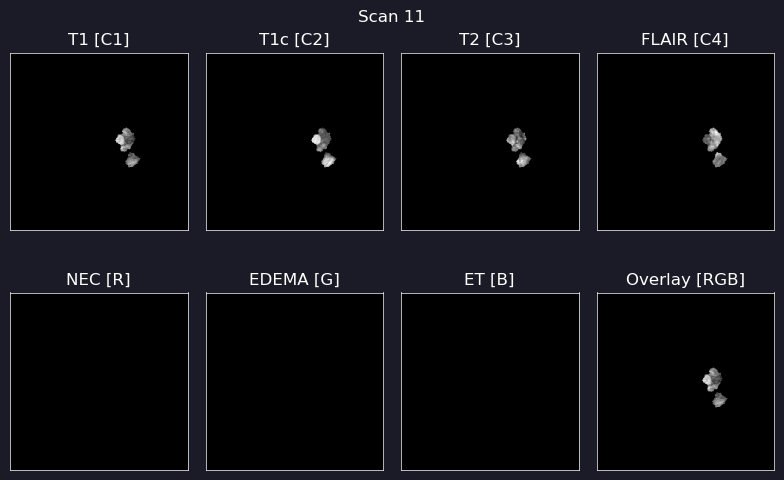 Scan 11
T1 [C1]
T1c [C2]
T2 [C3]
FLAIR [C4]
NEC [R]
EDEMA [G]
ET [B]
Overlay [RGB]